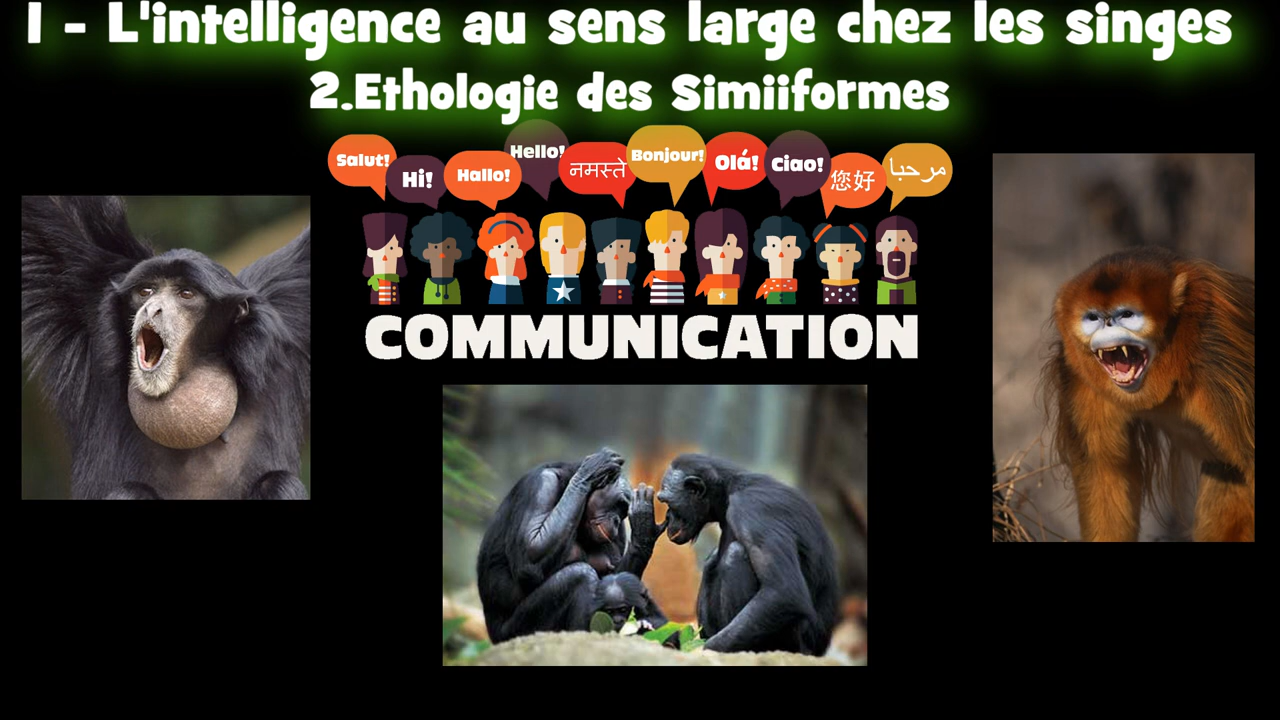 I - L'intelligence au sens large chez les singes
2.Ethologie des Simiiformes
Salut!
Hi!
Hallo!
Hello!
नमस्ते
Bonjour!
Olá!
Ciao!
您好
مرحبا
COMMUNICATION